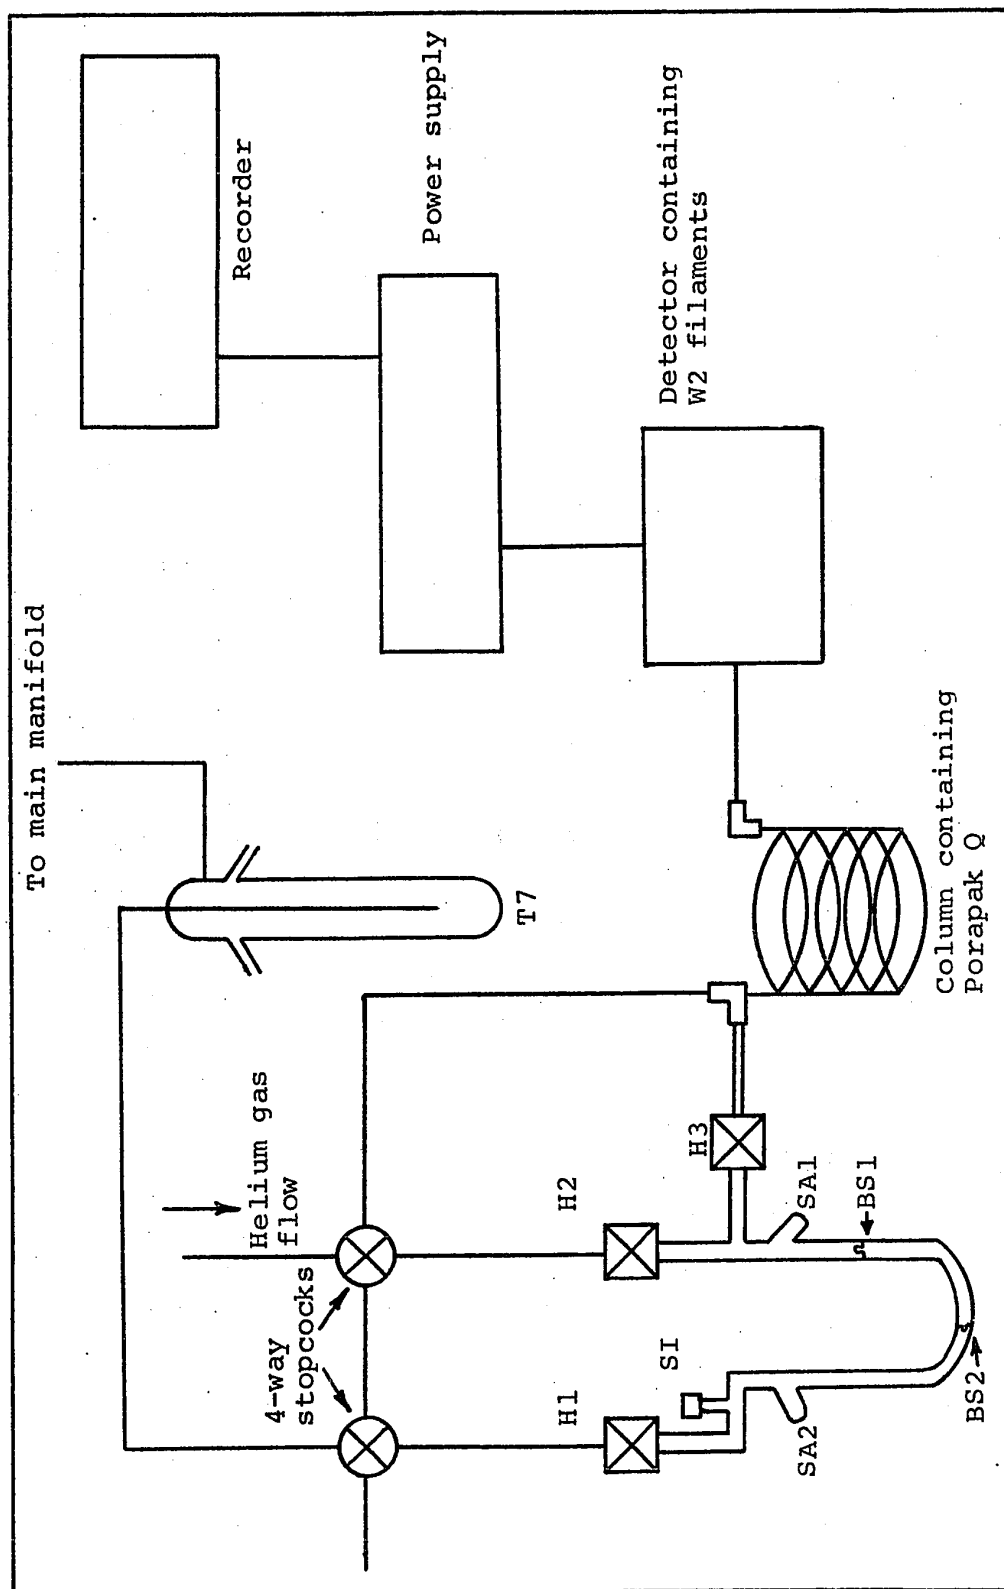 To main manifold
Recorder
Power supply
Detector containing
W2 filaments
T7
Column containing
Porapak Q
Helium gas
flow
4-way
stopcocks
H1
H2
H3
SI
SA1
BS1
SA2
BS2